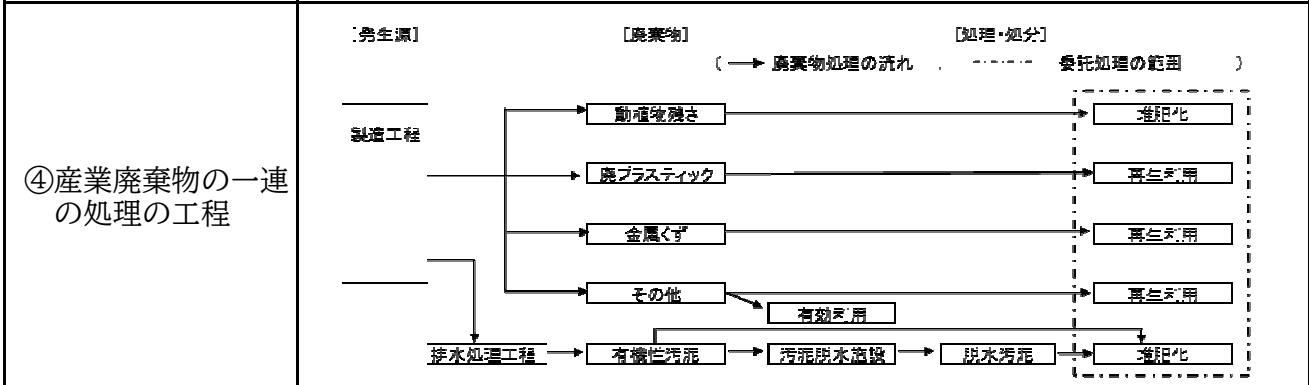 ④産業廃棄物の一連
の処理の工程
[発生源] [廃棄物] [処理・処分]
( → 廃棄物処理の流れ . -・-・-・- 委託処理の範囲 )
製造工程
動植物残さ 堆肥化
廃プラスティック 再生利用
金属くず 再生利用
その他 再生利用
有効利用
排水処理工程 有機性汚泥 汚泥脱水施設 脱水汚泥 堆肥化